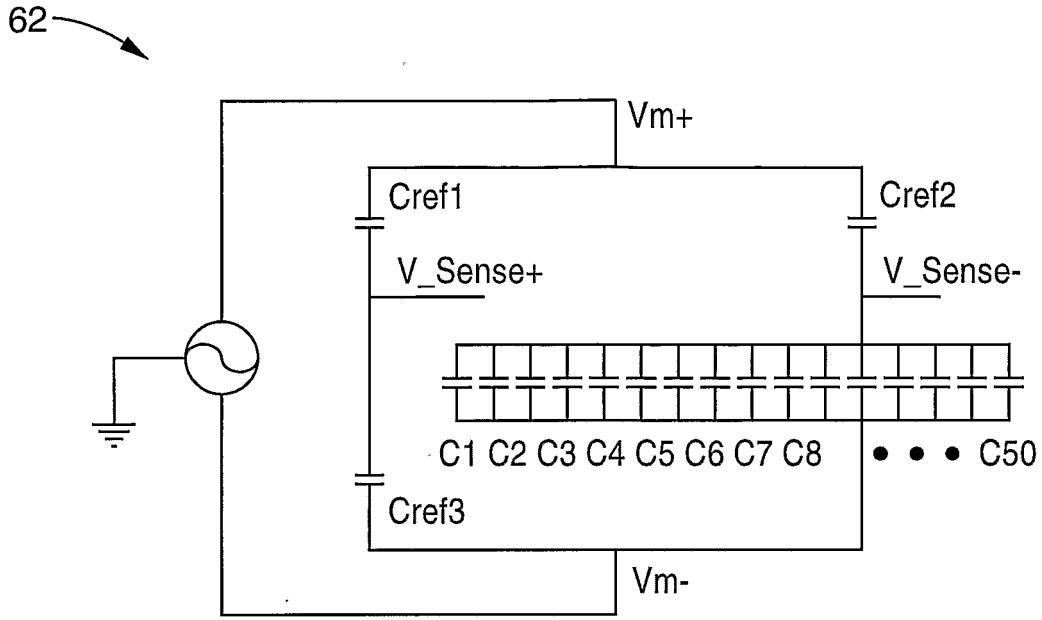 62
Vm+
Cref1
Cref2
V_Sense+
V_Sense-
C1 C2 C3 C4 C5 C6 C7 C8 ● ● ● C50
Cref3
Vm-